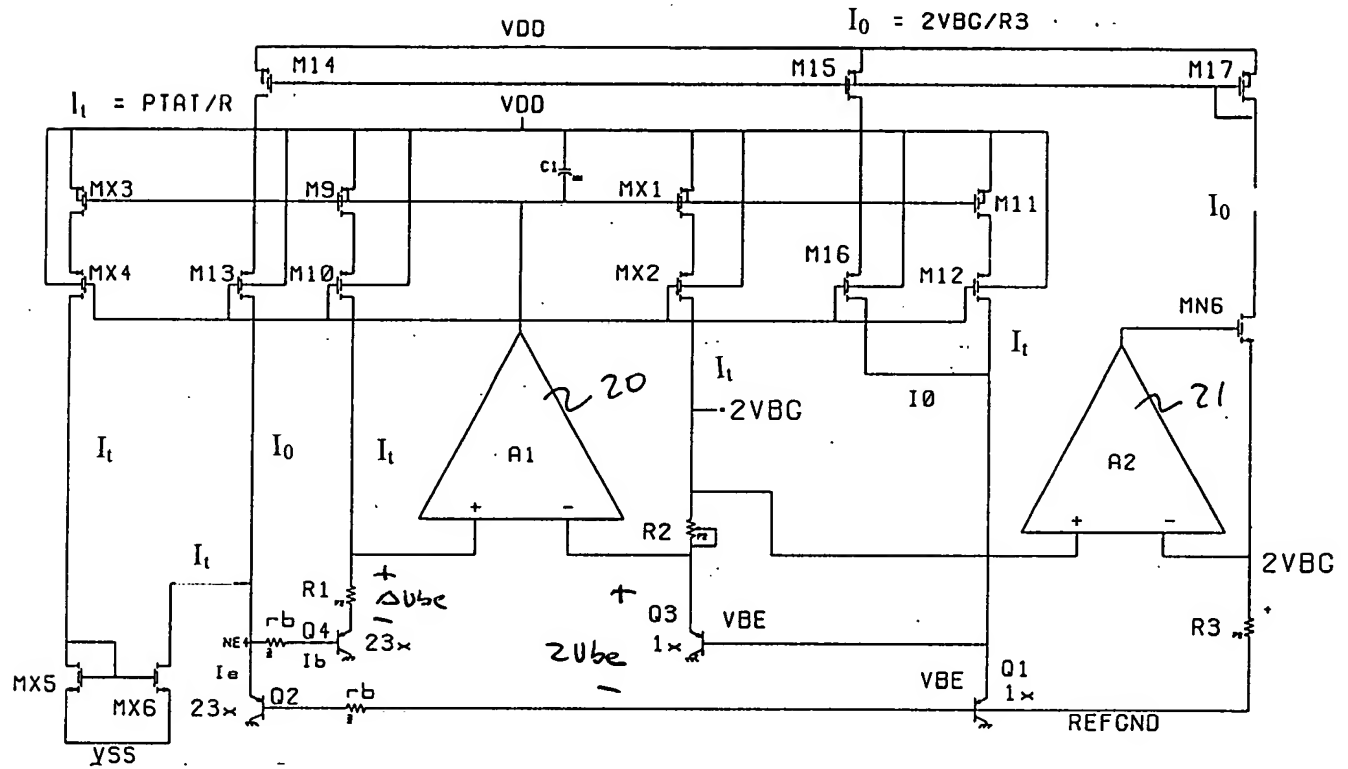 I₀ = 2VBG/R3
VDD
M14
M15
M17
Iₜ = PTAT/R
VDD
C1
MX3
M9
MX1
M11
I₀
MX4
M13
M10
MX2
M16
M12
MN6
Iₜ
Iₜ
20
2VBG
I0
21
Iₜ
I₀
Iₜ
A1
A2
+ −
R2
+ −
Iₜ
2VBG
R1
+
ΔVbe
−
+
Q3
VBE
+
R3
rb
Q4
23x
1x
NE4
Ib
2Vbe
−
MX5
MX6
Ie
Q2
rb
VBE
Q1
1x
23x
REFGND
VSS